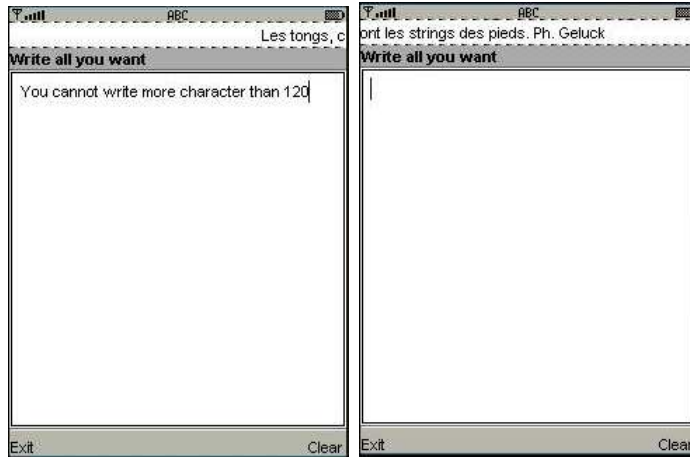 ABC
Les tongs, c
Write all you want
You cannot write more character than 120
Exit Clear
ABC
ont les strings des pieds. Ph. Geluck
Write all you want
Exit Clear